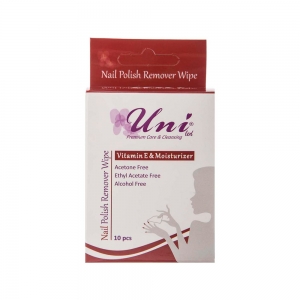 Nail Polish Remover Wipe
Uni
Premium Care & Cleansing
Vitamin E & Moisturizer
Acetone Free
Ethyl Acetate Free
Alcohol Free
Nail Polish Remover Wipe
10 pcs